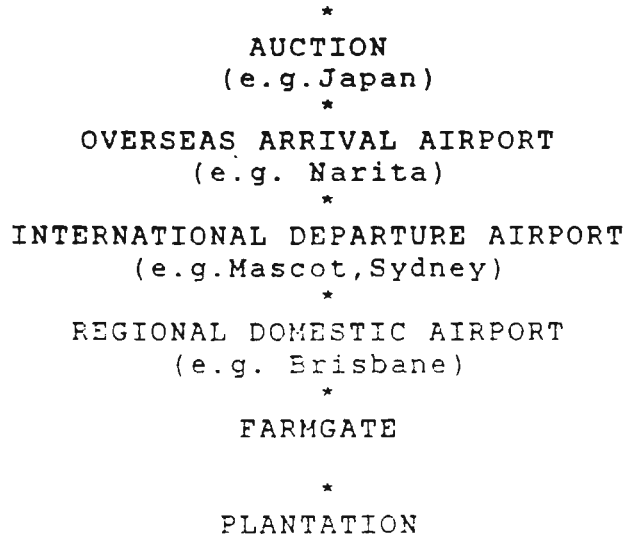 *
AUCTION
(e.g.Japan)
*
OVERSEAS ARRIVAL AIRPORT
(e.g. Narita)
*
INTERNATIONAL DEPARTURE AIRPORT
(e.g.Mascot,Sydney)
*
REGIONAL DOMESTIC AIRPORT
(e.g. Brisbane)
*
FARMGATE
*
PLANTATION